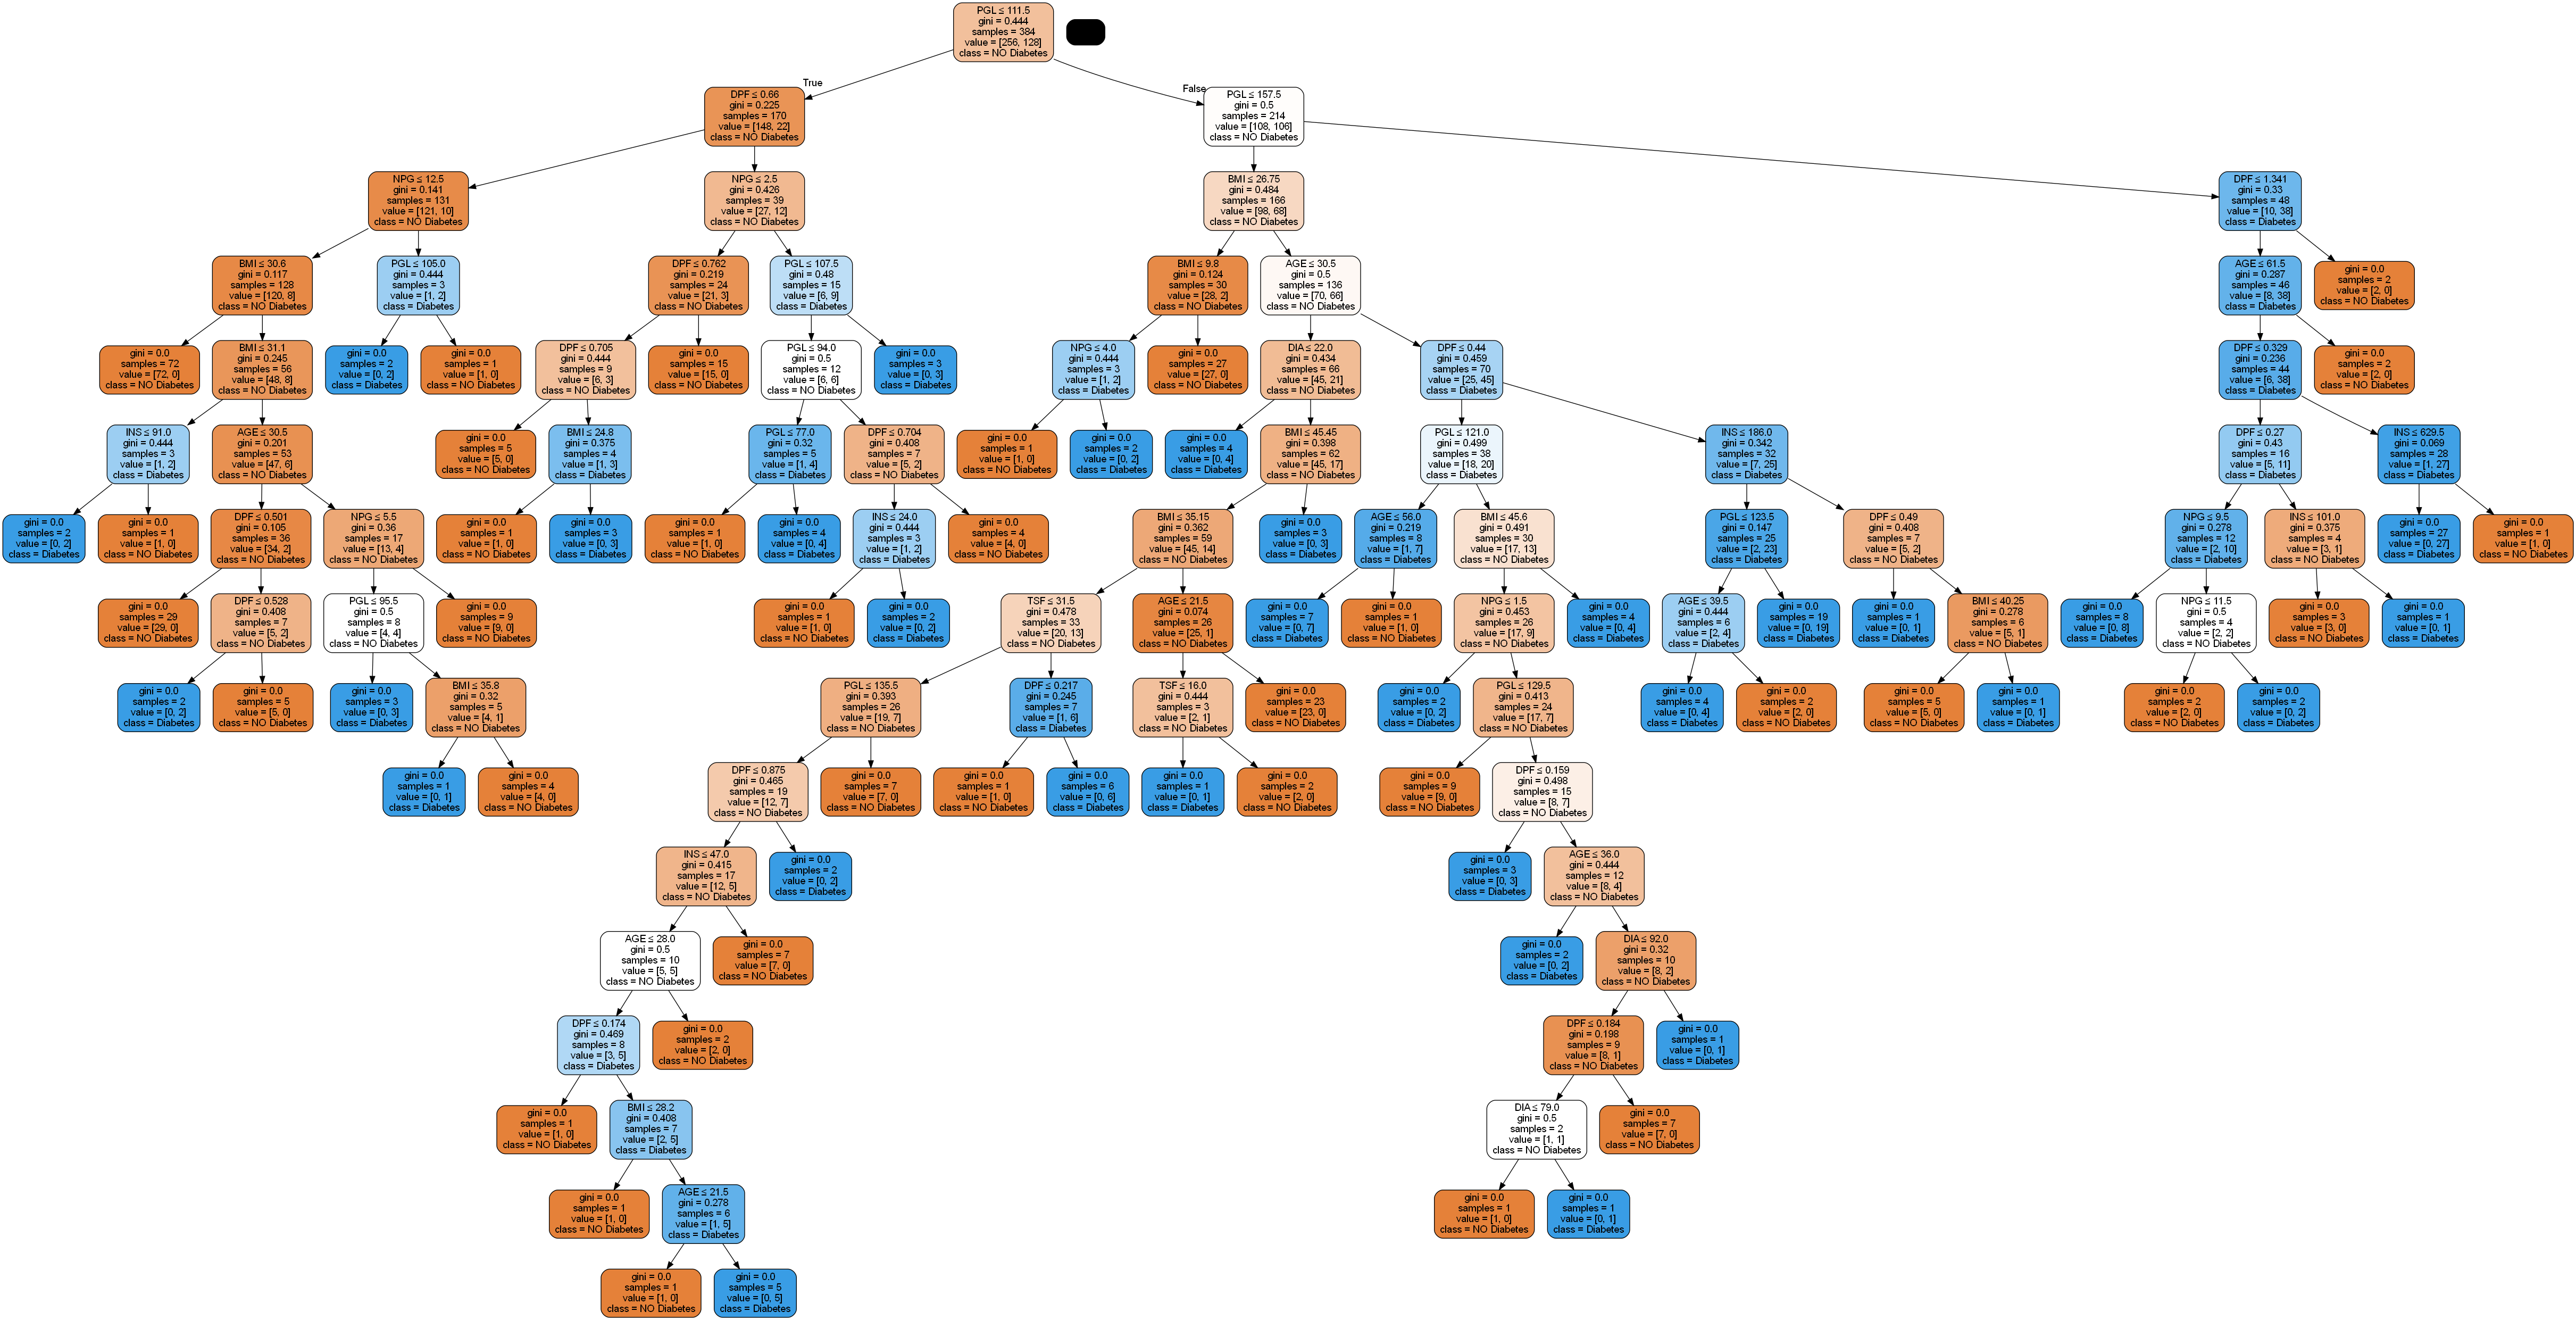 PGL ≤ 111.5
gini = 0.444
samples = 384
value = [256, 128]
class = NO Diabetes
True
False
DPF ≤ 0.66
gini = 0.225
samples = 170
value = [148, 22]
class = NO Diabetes
PGL ≤ 157.5
gini = 0.5
samples = 214
value = [108, 106]
class = NO Diabetes
NPG ≤ 12.5
gini = 0.141
samples = 131
value = [121, 10]
class = NO Diabetes
NPG ≤ 2.5
gini = 0.426
samples = 39
value = [27, 12]
class = NO Diabetes
BMI ≤ 26.75
gini = 0.484
samples = 166
value = [98, 68]
class = NO Diabetes
DPF ≤ 1.341
gini = 0.33
samples = 48
value = [10, 38]
class = Diabetes
BMI ≤ 30.6
gini = 0.117
samples = 128
value = [120, 8]
class = NO Diabetes
PGL ≤ 105.0
gini = 0.444
samples = 3
value = [1, 2]
class = Diabetes
DPF ≤ 0.762
gini = 0.219
samples = 24
value = [21, 3]
class = NO Diabetes
PGL ≤ 107.5
gini = 0.48
samples = 15
value = [6, 9]
class = Diabetes
BMI ≤ 9.8
gini = 0.124
samples = 30
value = [28, 2]
class = NO Diabetes
AGE ≤ 30.5
gini = 0.5
samples = 136
value = [70, 66]
class = NO Diabetes
AGE ≤ 61.5
gini = 0.287
samples = 46
value = [8, 38]
class = Diabetes
gini = 0.0
samples = 2
value = [2, 0]
class = NO Diabetes
gini = 0.0
samples = 72
value = [72, 0]
class = NO Diabetes
BMI ≤ 31.1
gini = 0.245
samples = 56
value = [48, 8]
class = NO Diabetes
gini = 0.0
samples = 2
value = [0, 2]
class = Diabetes
gini = 0.0
samples = 1
value = [1, 0]
class = NO Diabetes
DPF ≤ 0.705
gini = 0.444
samples = 9
value = [6, 3]
class = NO Diabetes
gini = 0.0
samples = 15
value = [15, 0]
class = NO Diabetes
PGL ≤ 94.0
gini = 0.5
samples = 12
value = [6, 6]
class = NO Diabetes
gini = 0.0
samples = 3
value = [0, 3]
class = Diabetes
NPG ≤ 4.0
gini = 0.444
samples = 3
value = [1, 2]
class = Diabetes
gini = 0.0
samples = 27
value = [27, 0]
class = NO Diabetes
DIA ≤ 22.0
gini = 0.434
samples = 66
value = [45, 21]
class = NO Diabetes
DPF ≤ 0.44
gini = 0.459
samples = 70
value = [25, 45]
class = Diabetes
DPF ≤ 0.329
gini = 0.236
samples = 44
value = [6, 38]
class = Diabetes
gini = 0.0
samples = 2
value = [2, 0]
class = NO Diabetes
INS ≤ 91.0
gini = 0.444
samples = 3
value = [1, 2]
class = Diabetes
AGE ≤ 30.5
gini = 0.201
samples = 53
value = [47, 6]
class = NO Diabetes
gini = 0.0
samples = 5
value = [5, 0]
class = NO Diabetes
BMI ≤ 24.8
gini = 0.375
samples = 4
value = [1, 3]
class = Diabetes
PGL ≤ 77.0
gini = 0.32
samples = 5
value = [1, 4]
class = Diabetes
DPF ≤ 0.704
gini = 0.408
samples = 7
value = [5, 2]
class = NO Diabetes
gini = 0.0
samples = 1
value = [1, 0]
class = NO Diabetes
gini = 0.0
samples = 2
value = [0, 2]
class = Diabetes
gini = 0.0
samples = 4
value = [0, 4]
class = Diabetes
BMI ≤ 45.45
gini = 0.398
samples = 62
value = [45, 17]
class = NO Diabetes
PGL ≤ 121.0
gini = 0.499
samples = 38
value = [18, 20]
class = Diabetes
INS ≤ 186.0
gini = 0.342
samples = 32
value = [7, 25]
class = Diabetes
DPF ≤ 0.27
gini = 0.43
samples = 16
value = [5, 11]
class = Diabetes
INS ≤ 629.5
gini = 0.069
samples = 28
value = [1, 27]
class = Diabetes
gini = 0.0
samples = 2
value = [0, 2]
class = Diabetes
gini = 0.0
samples = 1
value = [1, 0]
class = NO Diabetes
DPF ≤ 0.501
gini = 0.105
samples = 36
value = [34, 2]
class = NO Diabetes
NPG ≤ 5.5
gini = 0.36
samples = 17
value = [13, 4]
class = NO Diabetes
gini = 0.0
samples = 1
value = [1, 0]
class = NO Diabetes
gini = 0.0
samples = 3
value = [0, 3]
class = Diabetes
gini = 0.0
samples = 1
value = [1, 0]
class = NO Diabetes
gini = 0.0
samples = 4
value = [0, 4]
class = Diabetes
INS ≤ 24.0
gini = 0.444
samples = 3
value = [1, 2]
class = Diabetes
gini = 0.0
samples = 4
value = [4, 0]
class = NO Diabetes
BMI ≤ 35.15
gini = 0.362
samples = 59
value = [45, 14]
class = NO Diabetes
gini = 0.0
samples = 3
value = [0, 3]
class = Diabetes
AGE ≤ 56.0
gini = 0.219
samples = 8
value = [1, 7]
class = Diabetes
BMI ≤ 45.6
gini = 0.491
samples = 30
value = [17, 13]
class = NO Diabetes
PGL ≤ 123.5
gini = 0.147
samples = 25
value = [2, 23]
class = Diabetes
DPF ≤ 0.49
gini = 0.408
samples = 7
value = [5, 2]
class = NO Diabetes
NPG ≤ 9.5
gini = 0.278
samples = 12
value = [2, 10]
class = Diabetes
INS ≤ 101.0
gini = 0.375
samples = 4
value = [3, 1]
class = NO Diabetes
gini = 0.0
samples = 27
value = [0, 27]
class = Diabetes
gini = 0.0
samples = 1
value = [1, 0]
class = NO Diabetes
gini = 0.0
samples = 29
value = [29, 0]
class = NO Diabetes
DPF ≤ 0.528
gini = 0.408
samples = 7
value = [5, 2]
class = NO Diabetes
PGL ≤ 95.5
gini = 0.5
samples = 8
value = [4, 4]
class = NO Diabetes
gini = 0.0
samples = 9
value = [9, 0]
class = NO Diabetes
gini = 0.0
samples = 1
value = [1, 0]
class = NO Diabetes
gini = 0.0
samples = 2
value = [0, 2]
class = Diabetes
TSF ≤ 31.5
gini = 0.478
samples = 33
value = [20, 13]
class = NO Diabetes
AGE ≤ 21.5
gini = 0.074
samples = 26
value = [25, 1]
class = NO Diabetes
gini = 0.0
samples = 7
value = [0, 7]
class = Diabetes
gini = 0.0
samples = 1
value = [1, 0]
class = NO Diabetes
NPG ≤ 1.5
gini = 0.453
samples = 26
value = [17, 9]
class = NO Diabetes
gini = 0.0
samples = 4
value = [0, 4]
class = Diabetes
AGE ≤ 39.5
gini = 0.444
samples = 6
value = [2, 4]
class = Diabetes
gini = 0.0
samples = 19
value = [0, 19]
class = Diabetes
gini = 0.0
samples = 1
value = [0, 1]
class = Diabetes
BMI ≤ 40.25
gini = 0.278
samples = 6
value = [5, 1]
class = NO Diabetes
gini = 0.0
samples = 8
value = [0, 8]
class = Diabetes
NPG ≤ 11.5
gini = 0.5
samples = 4
value = [2, 2]
class = NO Diabetes
gini = 0.0
samples = 3
value = [3, 0]
class = NO Diabetes
gini = 0.0
samples = 1
value = [0, 1]
class = Diabetes
gini = 0.0
samples = 2
value = [0, 2]
class = Diabetes
gini = 0.0
samples = 5
value = [5, 0]
class = NO Diabetes
gini = 0.0
samples = 3
value = [0, 3]
class = Diabetes
BMI ≤ 35.8
gini = 0.32
samples = 5
value = [4, 1]
class = NO Diabetes
PGL ≤ 135.5
gini = 0.393
samples = 26
value = [19, 7]
class = NO Diabetes
DPF ≤ 0.217
gini = 0.245
samples = 7
value = [1, 6]
class = Diabetes
TSF ≤ 16.0
gini = 0.444
samples = 3
value = [2, 1]
class = NO Diabetes
gini = 0.0
samples = 23
value = [23, 0]
class = NO Diabetes
gini = 0.0
samples = 2
value = [0, 2]
class = Diabetes
PGL ≤ 129.5
gini = 0.413
samples = 24
value = [17, 7]
class = NO Diabetes
gini = 0.0
samples = 4
value = [0, 4]
class = Diabetes
gini = 0.0
samples = 2
value = [2, 0]
class = NO Diabetes
gini = 0.0
samples = 5
value = [5, 0]
class = NO Diabetes
gini = 0.0
samples = 1
value = [0, 1]
class = Diabetes
gini = 0.0
samples = 2
value = [2, 0]
class = NO Diabetes
gini = 0.0
samples = 2
value = [0, 2]
class = Diabetes
gini = 0.0
samples = 1
value = [0, 1]
class = Diabetes
gini = 0.0
samples = 4
value = [4, 0]
class = NO Diabetes
DPF ≤ 0.875
gini = 0.465
samples = 19
value = [12, 7]
class = NO Diabetes
gini = 0.0
samples = 7
value = [7, 0]
class = NO Diabetes
gini = 0.0
samples = 1
value = [1, 0]
class = NO Diabetes
gini = 0.0
samples = 6
value = [0, 6]
class = Diabetes
gini = 0.0
samples = 1
value = [0, 1]
class = Diabetes
gini = 0.0
samples = 2
value = [2, 0]
class = NO Diabetes
gini = 0.0
samples = 9
value = [9, 0]
class = NO Diabetes
DPF ≤ 0.159
gini = 0.498
samples = 15
value = [8, 7]
class = NO Diabetes
INS ≤ 47.0
gini = 0.415
samples = 17
value = [12, 5]
class = NO Diabetes
gini = 0.0
samples = 2
value = [0, 2]
class = Diabetes
gini = 0.0
samples = 3
value = [0, 3]
class = Diabetes
AGE ≤ 36.0
gini = 0.444
samples = 12
value = [8, 4]
class = NO Diabetes
AGE ≤ 28.0
gini = 0.5
samples = 10
value = [5, 5]
class = NO Diabetes
gini = 0.0
samples = 7
value = [7, 0]
class = NO Diabetes
gini = 0.0
samples = 2
value = [0, 2]
class = Diabetes
DIA ≤ 92.0
gini = 0.32
samples = 10
value = [8, 2]
class = NO Diabetes
DPF ≤ 0.174
gini = 0.469
samples = 8
value = [3, 5]
class = Diabetes
gini = 0.0
samples = 2
value = [2, 0]
class = NO Diabetes
DPF ≤ 0.184
gini = 0.198
samples = 9
value = [8, 1]
class = NO Diabetes
gini = 0.0
samples = 1
value = [0, 1]
class = Diabetes
gini = 0.0
samples = 1
value = [1, 0]
class = NO Diabetes
BMI ≤ 28.2
gini = 0.408
samples = 7
value = [2, 5]
class = Diabetes
DIA ≤ 79.0
gini = 0.5
samples = 2
value = [1, 1]
class = NO Diabetes
gini = 0.0
samples = 7
value = [7, 0]
class = NO Diabetes
gini = 0.0
samples = 1
value = [1, 0]
class = NO Diabetes
AGE ≤ 21.5
gini = 0.278
samples = 6
value = [1, 5]
class = Diabetes
gini = 0.0
samples = 1
value = [1, 0]
class = NO Diabetes
gini = 0.0
samples = 1
value = [0, 1]
class = Diabetes
gini = 0.0
samples = 1
value = [1, 0]
class = NO Diabetes
gini = 0.0
samples = 5
value = [0, 5]
class = Diabetes